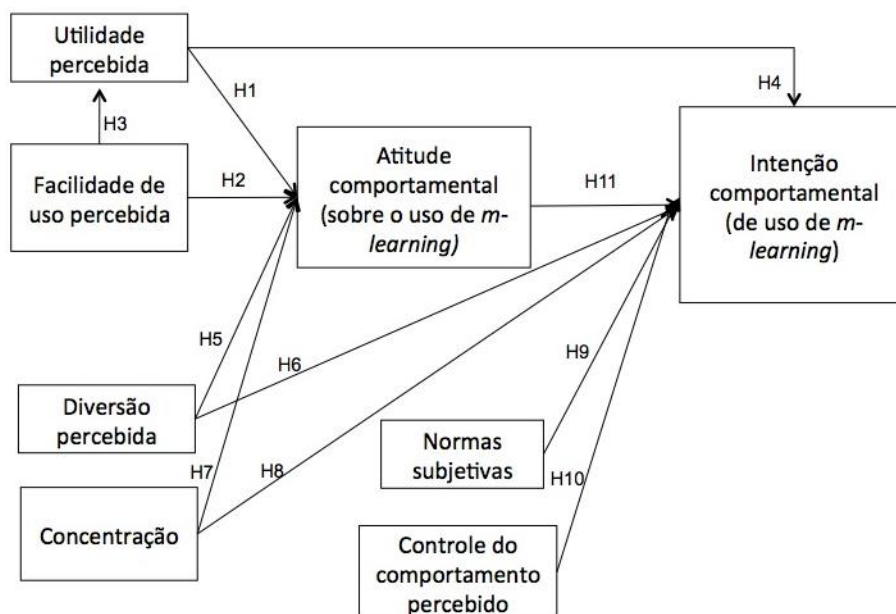 Utilidade
percebida
H1
H4
H3
Facilidade de
uso percebida
H2
Atitude
comportamental
(sobre o uso de m-
learning)
H11
Intenção
comportamental
(de uso de m-
learning)
H5
H6
H9
Diversão
percebida
Normas
subjetivas
H7
H8
H10
Concentração
Controle do
comportamento
percebido